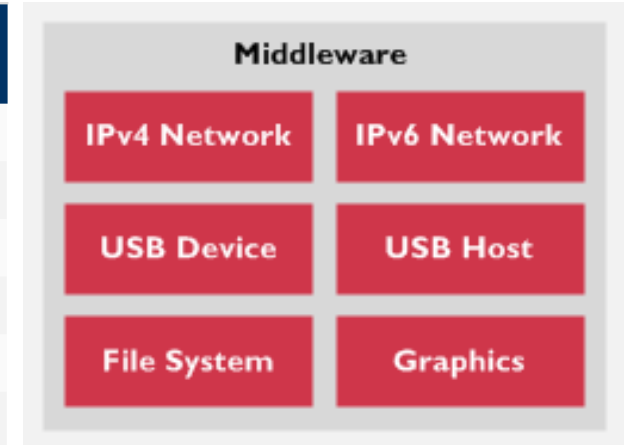 Middleware
IPv4 Network
IPv6 Network
USB Device
USB Host
File System
Graphics